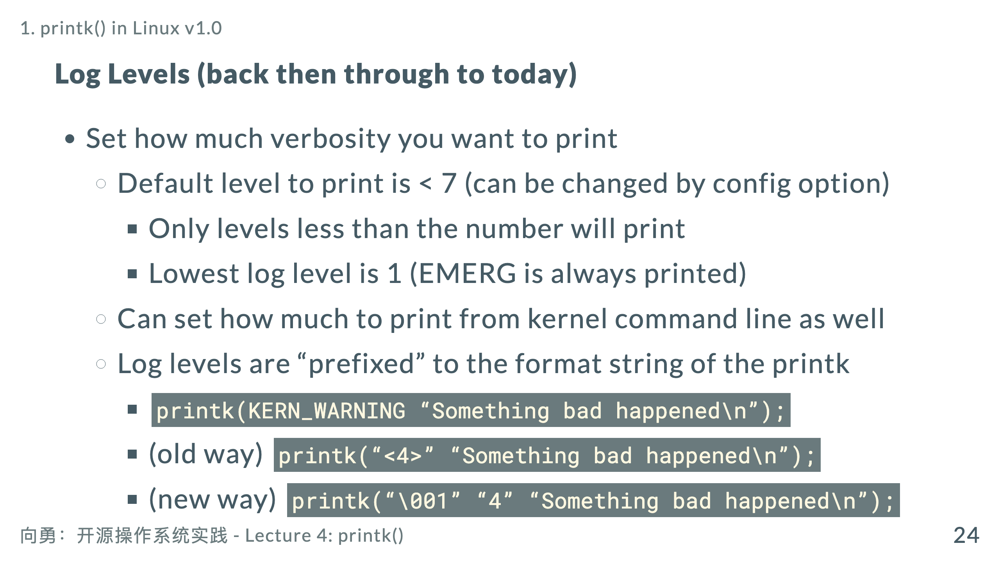 1. printk() in Linux v1.0
Log Levels (back then through to today)
Set how much verbosity you want to print
Default level to print is < 7 (can be changed by config option)
Only levels less than the number will print
Lowest log level is 1 (EMERG is always printed)
Can set how much to print from kernel command line as well
Log levels are “prefixed” to the format string of the printk
printk(KERN_WARNING “Something bad happened\n”);
(old way) printk(“<4>” “Something bad happened\n”);
(new way) printk(“\001” “4” “Something bad happened\n”);
向勇：开源操作系统实践 - Lecture 4: printk()
24